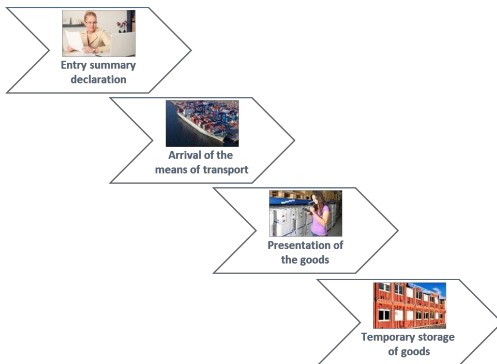 Entry summary
declaration
Arrival of the
means of transport
Presentation of
the goods
Temporary storage
of goods